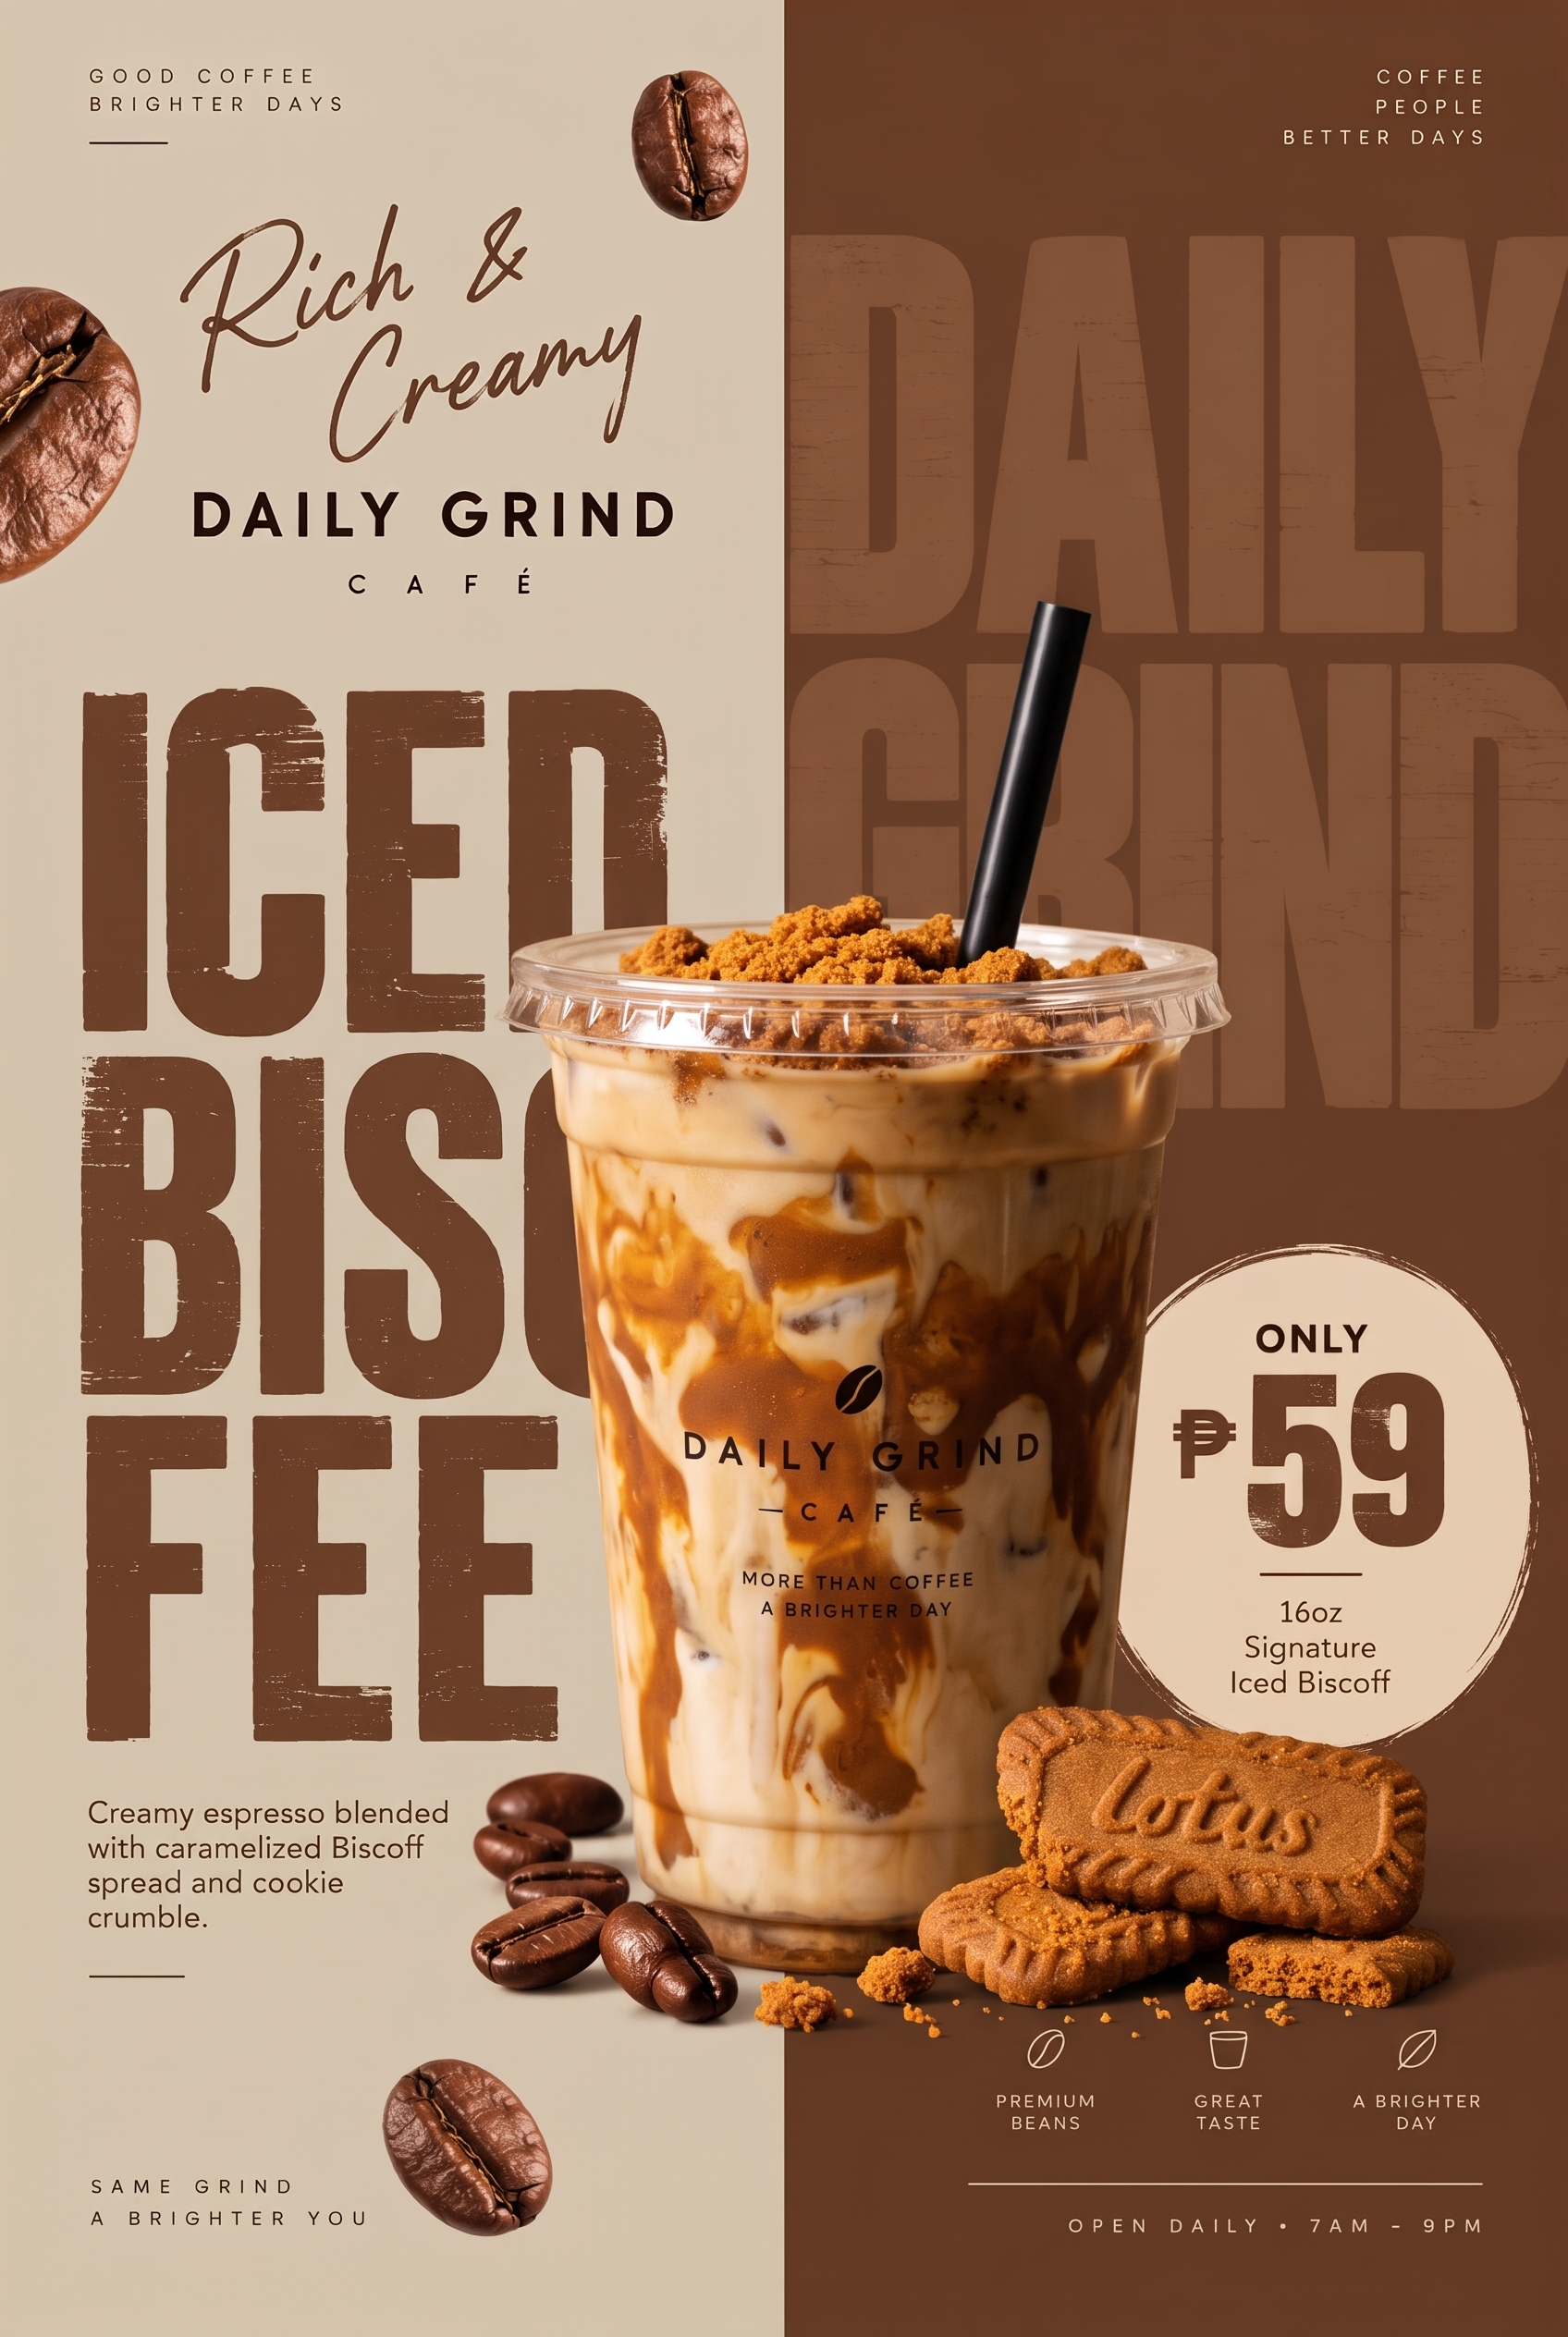 GOOD COFFEE
BRIGHTER DAYS
COFFEE
PEOPLE
BETTER DAYS
Rich &
Creamy
DAILY GRIND
CAFÉ
DAILY
GRIND
ICED
BISC
FEE
ONLY
₱59
16oz
Signature
Iced Biscoff
DAILY GRIND
—CAFÉ—
MORE THAN COFFEE
A BRIGHTER DAY
Lotus
Creamy espresso blended
with caramelized Biscoff
spread and cookie
crumble.
PREMIUM
BEANS
GREAT
TASTE
A BRIGHTER
DAY
SAME GRIND
A BRIGHTER YOU
OPEN DAILY • 7AM - 9PM